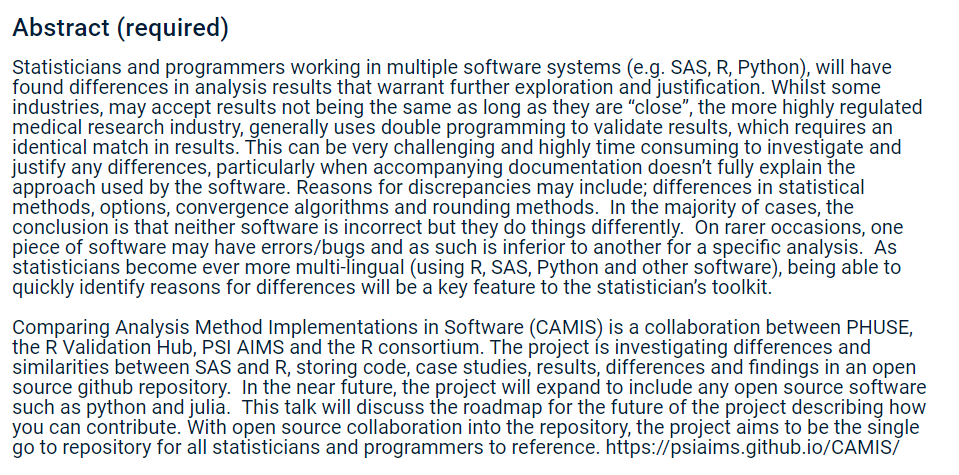 Abstract (required)
Statisticians and programmers working in multiple software systems (e.g. SAS, R, Python), will have
found differences in analysis results that warrant further exploration and justification. Whilst some
industries, may accept results not being the same as long as they are “close”, the more highly regulated
medical research industry, generally uses double programming to validate results, which requires an
identical match in results. This can be very challenging and highly time consuming to investigate and
justify any differences, particularly when accompanying documentation doesn’t fully explain the
approach used by the software. Reasons for discrepancies may include; differences in statistical
methods, options, convergence algorithms and rounding methods.  In the majority of cases, the
conclusion is that neither software is incorrect but they do things differently.  On rarer occasions, one
piece of software may have errors/bugs and as such is inferior to another for a specific analysis.  As
statisticians become ever more multi-lingual (using R, SAS, Python and other software), being able to
quickly identify reasons for differences will be a key feature to the statistician’s toolkit.
Comparing Analysis Method Implementations in Software (CAMIS) is a collaboration between PHUSE,
the R Validation Hub, PSI AIMS and the R consortium. The project is investigating differences and
similarities between SAS and R, storing code, case studies, results, differences and findings in an open
source github repository.  In the near future, the project will expand to include any open source software
such as python and julia.  This talk will discuss the roadmap for the future of the project describing how
you can contribute. With open source collaboration into the repository, the project aims to be the single
go to repository for all statisticians and programmers to reference. https://psiaims.github.io/CAMIS/